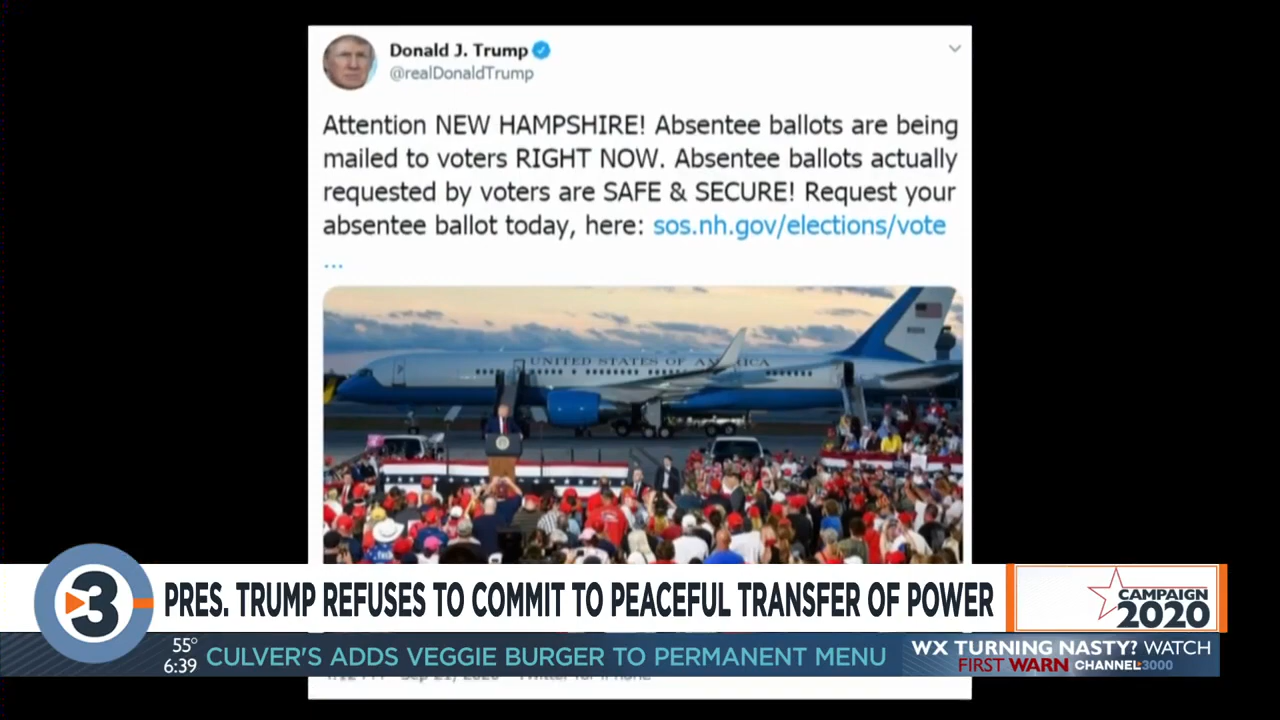 Donald J. Trump
@realDonaldTrump
Attention NEW HAMPSHIRE! Absentee ballots are being
mailed to voters RIGHT NOW. Absentee ballots actually
requested by voters are SAFE & SECURE! Request your
absentee ballot today, here: sos.nh.gov/elections/vote
...
UNITED STATES OF AMERICA
3
PRES. TRUMP REFUSES TO COMMIT TO PEACEFUL TRANSFER OF POWER
CAMPAIGN
2020
55°
6:39
CULVER'S ADDS VEGGIE BURGER TO PERMANENT MENU
WX TURNING NASTY? WATCH
FIRST WARN CHANNEL3000